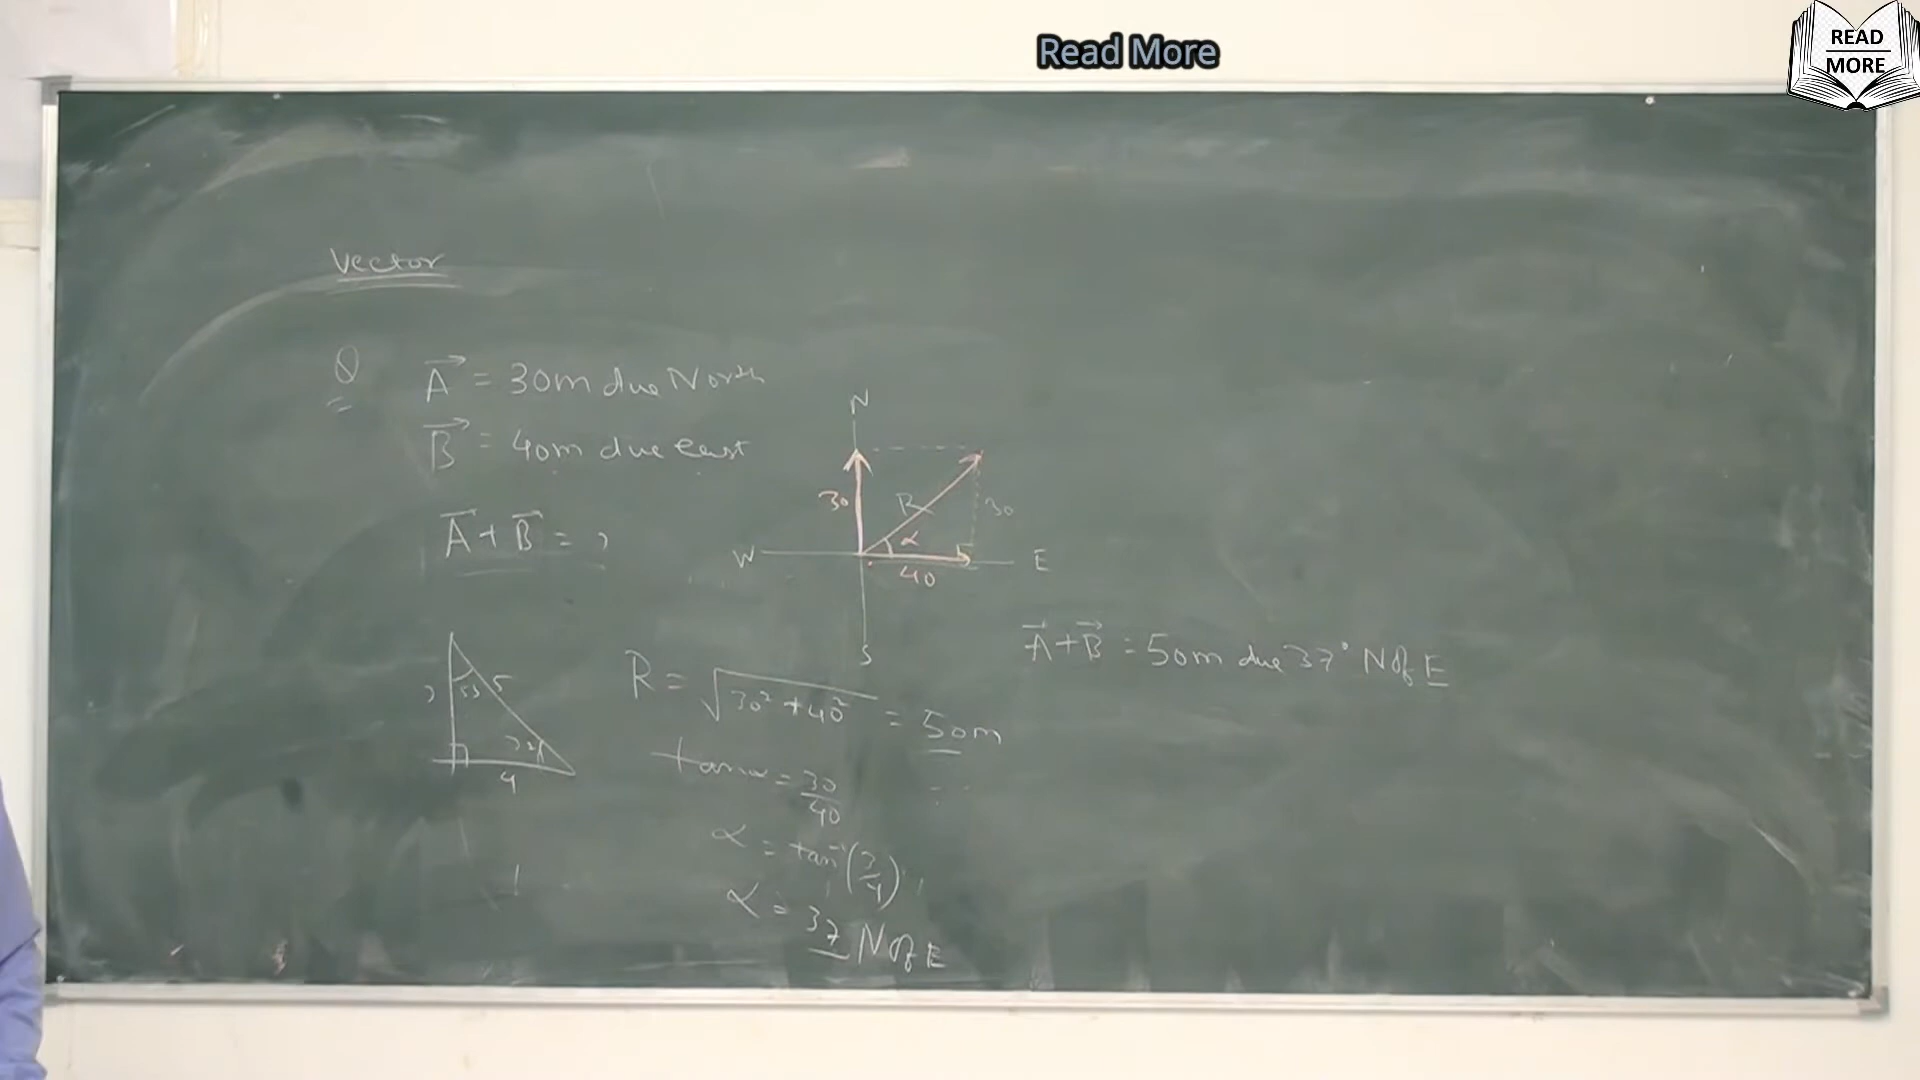 Read More
READ
MORE
Vector
Q
A⃗ = 30m due North
B⃗ = 40m due east
A⃗ + B⃗ = ?
N
30
R
30
α
W
E
40
S
53
5
37
4
R = √(30² + 40²) = 50m
tanα = 30/40
α = tan⁻¹(3/4)
α = 37 N of E
A⃗ + B⃗ = 50m due 37° N of E